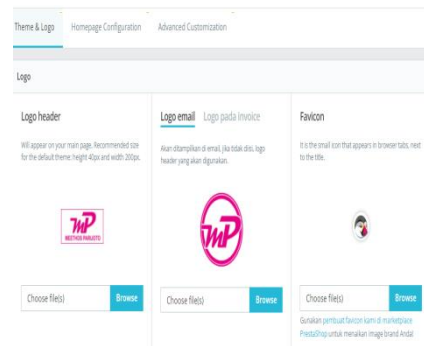 Theme & Logo Homepage Configuration Advanced Customization
Logo
Logo header
Will appear on your main page. Recommended size
for the default theme: height 40px and width 200px.
MP
Choose file(s) Browse
Logo email Logo pada invoice
Akan ditampilkan di email. Jika tidak diisi, logo
header yang akan digunakan.
MP
Choose file(s) Browse
Favicon
It is the small icon that appears in browser tabs, next
to the title.
Choose file(s) Browse
Gunakan pembuat favicon kami di marketplace
PrestaShop untuk menaikan image brand Anda!